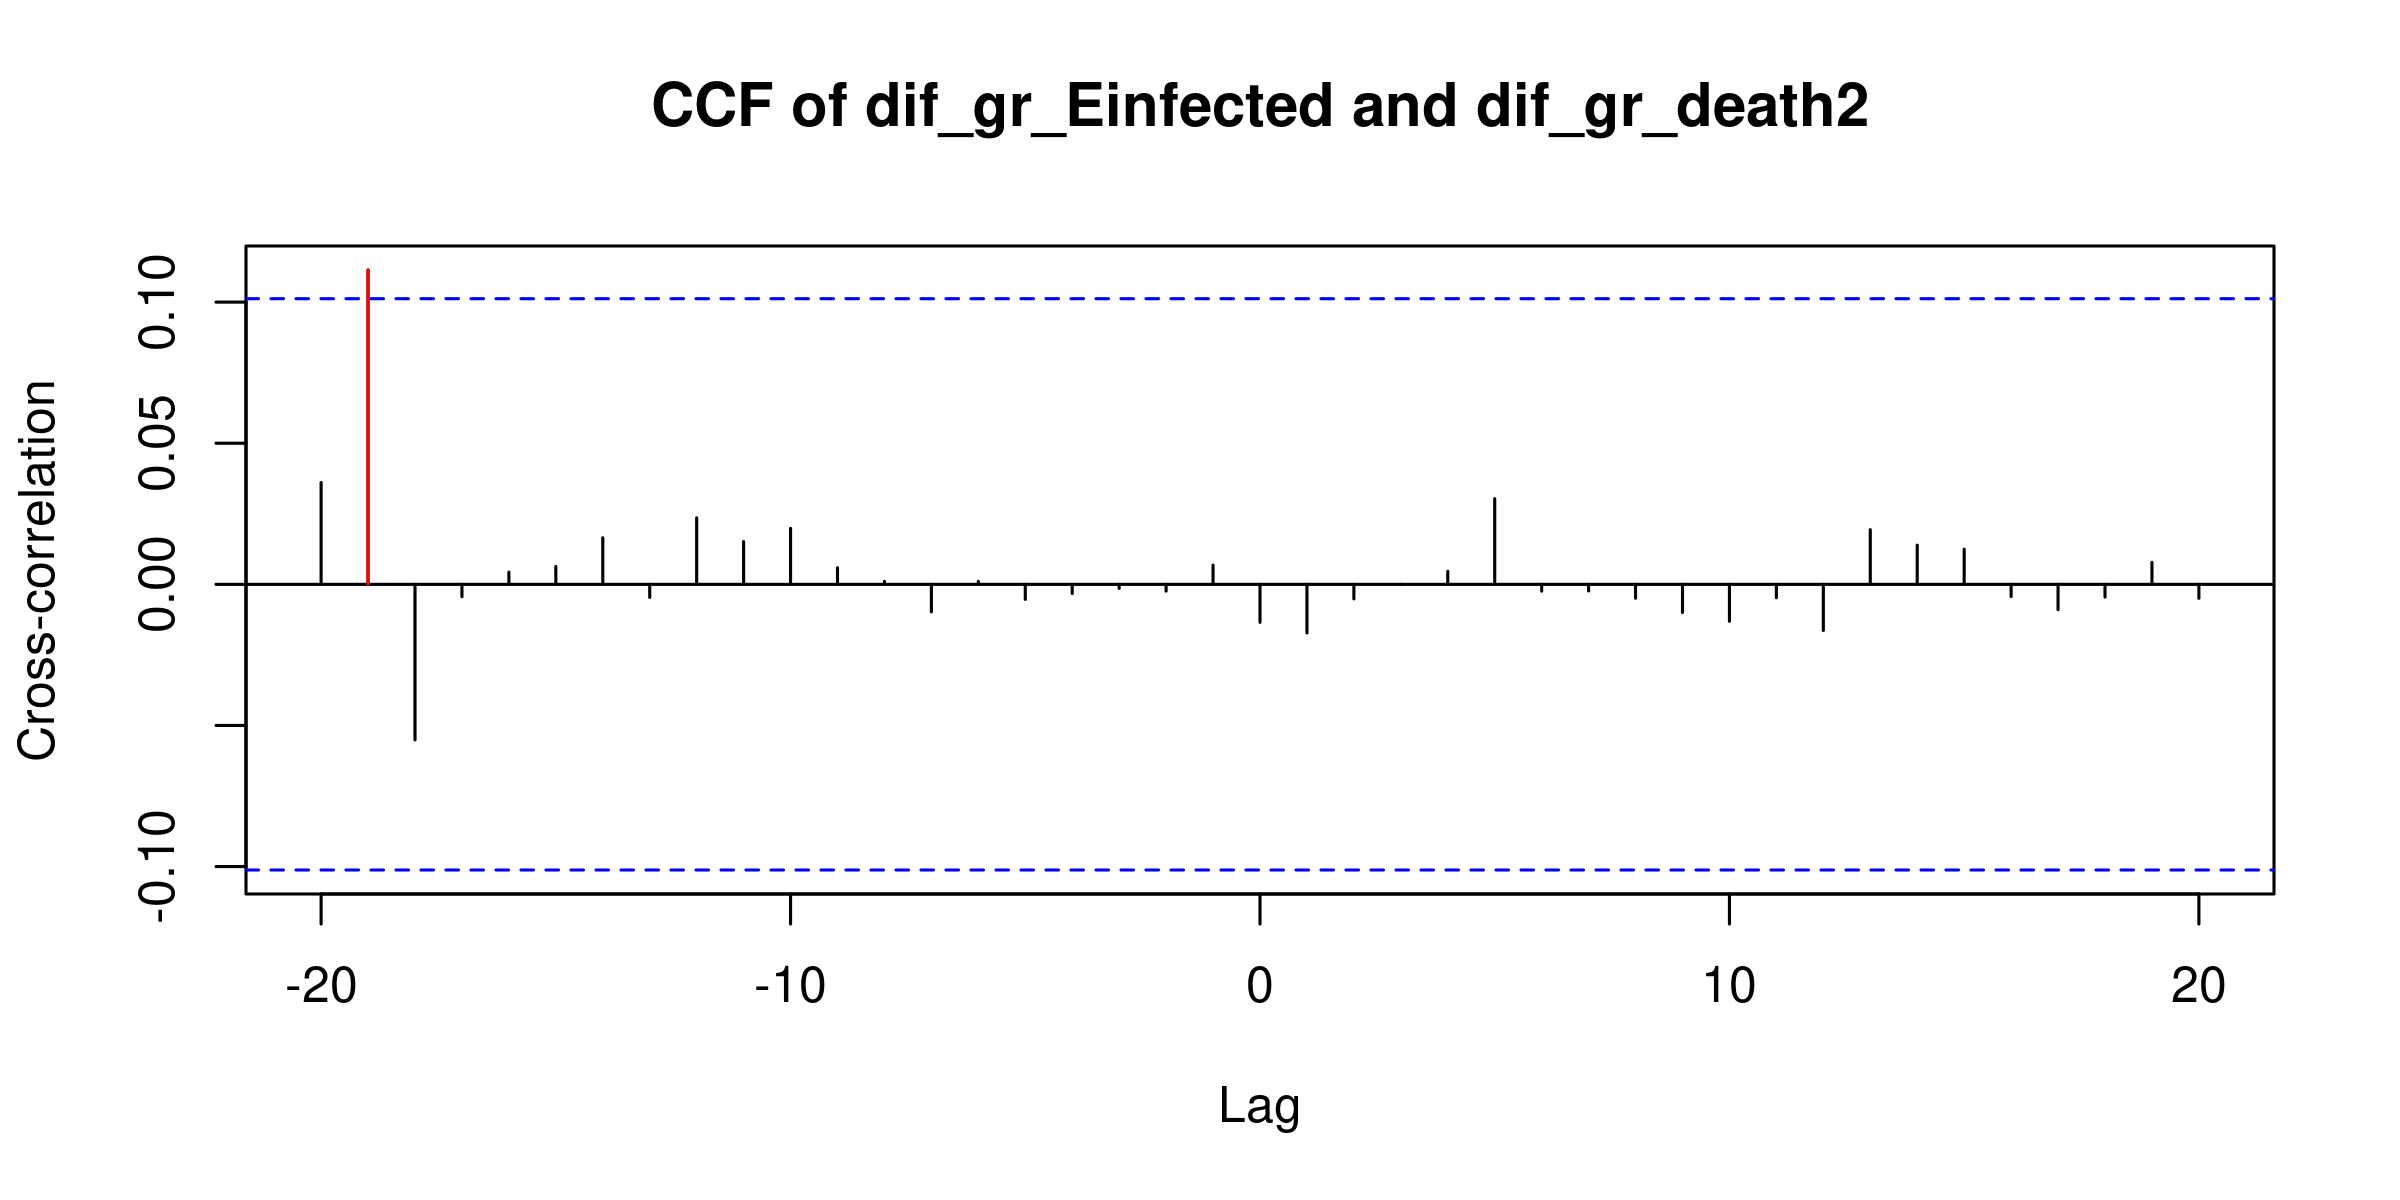 CCF of dif_gr_Einfected and dif_gr_death2
Cross-correlation
0.10
0.05
0.00
-0.10
-20 -10 0 10 20
Lag